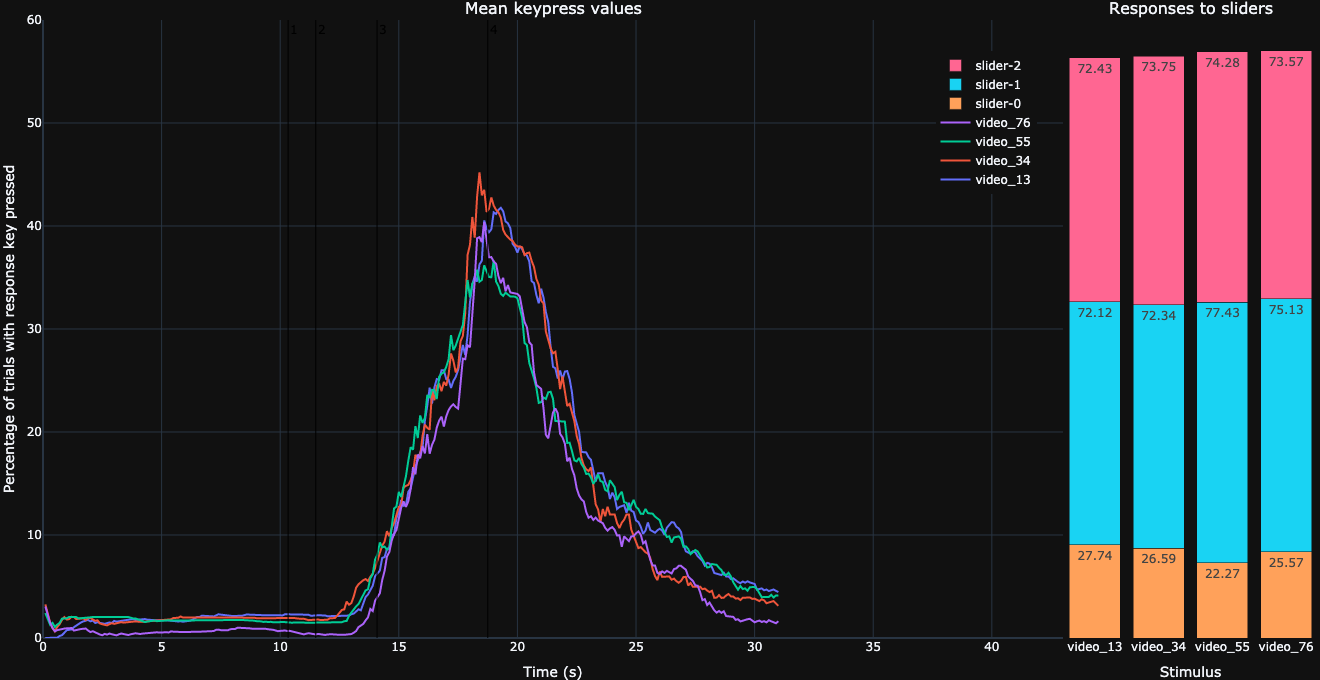 Mean keypress values
Responses to sliders
60
50
40
30
20
10
0
1
2
3
4
Percentage of trials with response key pressed
slider-2
slider-1
slider-0
video_76
video_55
video_34
video_13
0
5
10
15
20
25
30
35
40
Time (s)
72.43
73.75
74.28
73.57
72.12
72.34
77.43
75.13
27.74
26.59
22.27
25.57
video_13
video_34
video_55
video_76
Stimulus